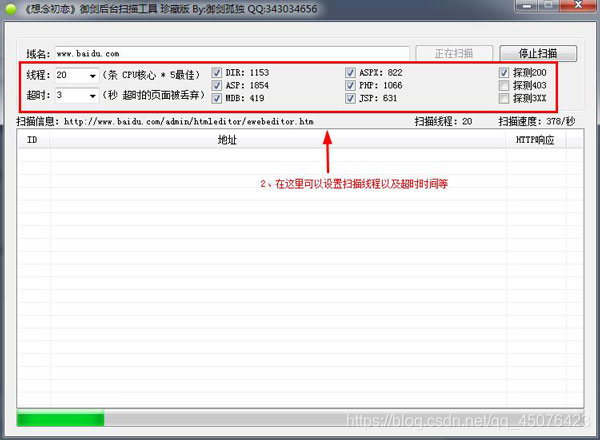 《想念初恋》御剑后台扫描工具 珍藏版 By:御剑孤独 QQ:343034656
域名: www.baidu.com 正在扫描 停止扫描
线程: 20 (条 CPU核心 * 5最佳) DIR: 1153 ASPX: 822 探测200
超时: 3 (秒 超时的页面被丢弃) ASP: 1854 PHP: 1066 探测403
MDB: 419 JSP: 631 探测3XX
扫描信息: http://www.baidu.com/admin/htmleditor/ewebeditor.htm 扫描线程: 20 扫描速度: 378/秒
ID 地址 HTTP响应
2、在这里可以设置扫描线程以及超时时间等
https://blog.csdn.net/qq_45076423